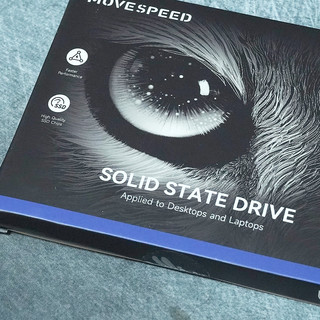 MOVESPEED
Faster
Performance
SSD
High Quality
SSD Chips
SOLID STATE DRIVE
Applied to Desktops and Laptops